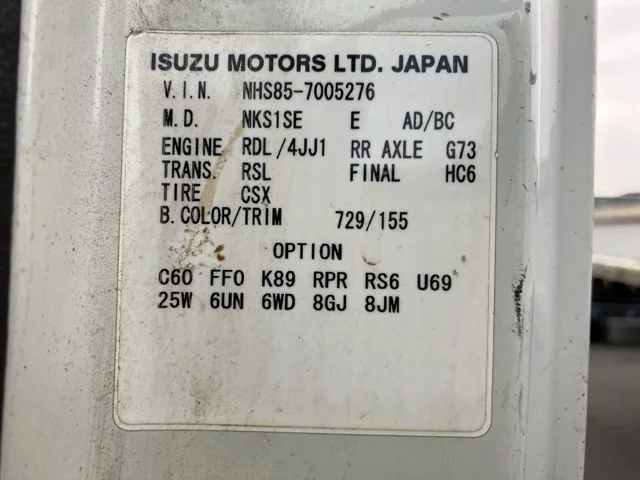 ISUZU MOTORS LTD. JAPAN
V.I.N. NHS85-7005276
M.D. NKS1SE E AD/BC
ENGINE RDL/4JJ1 RR AXLE G73
TRANS. RSL FINAL HC6
TIRE CSX
B.COLOR/TRIM 729/155
OPTION
C60 FF0 K89 RPR RS6 U69
25W 6UN 6WD 8GJ 8JM